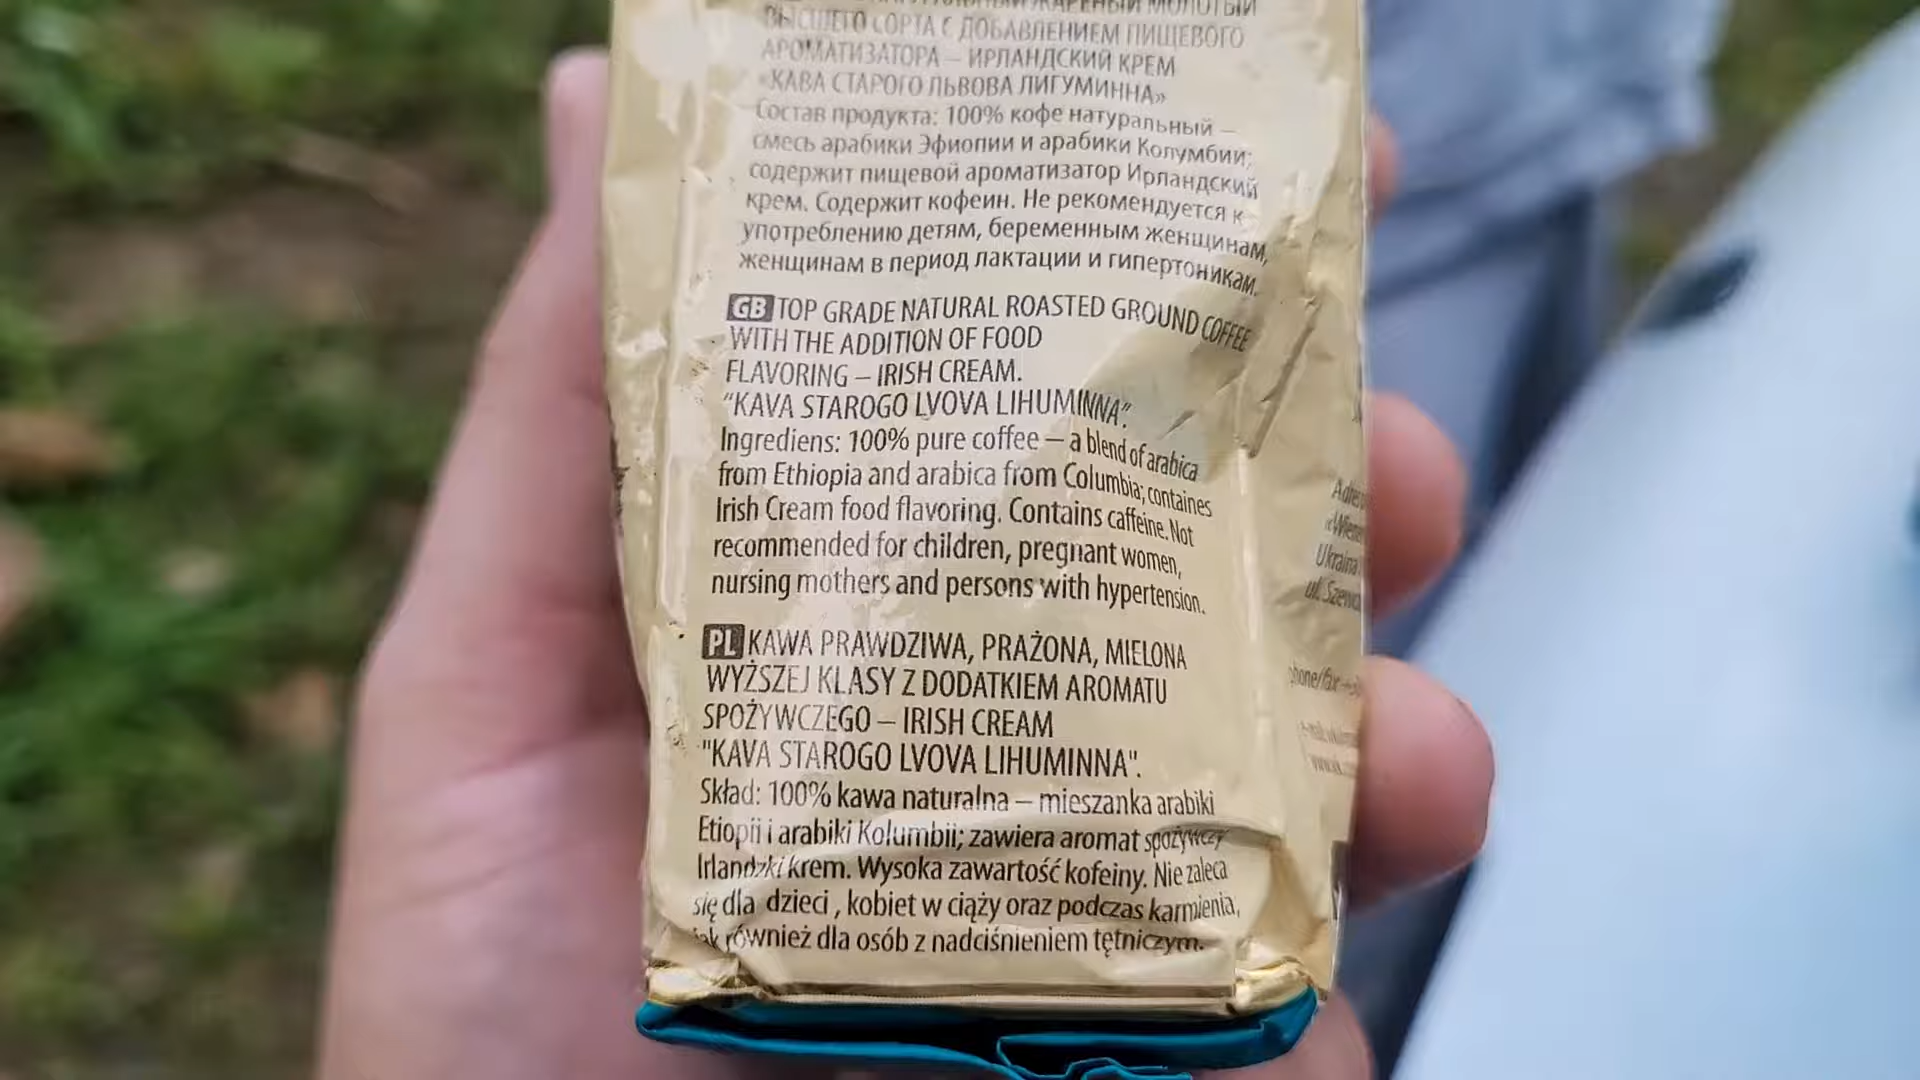 ЖАРЕНЫЙ МОЛОТЫЙ
ВЫСШЕГО СОРТА С ДОБАВЛЕНИЕМ ПИЩЕВОГО
АРОМАТИЗАТОРА – ИРЛАНДСКИЙ КРЕМ
«КАВА СТАРОГО ЛЬВОВА ЛИГУМИННА»
Состав продукта: 100% кофе натуральный –
смесь арабики Эфиопии и арабики Колумбии;
содержит пищевой ароматизатор Ирландский
крем. Содержит кофеин. Не рекомендуется к
употреблению детям, беременным женщинам,
женщинам в период лактации и гипертоникам.
GB TOP GRADE NATURAL ROASTED GROUND COFFEE
WITH THE ADDITION OF FOOD
FLAVORING – IRISH CREAM.
"KAVA STAROGO LVOVA LIHUMINNA".
Ingrediens: 100% pure coffee – a blend of arabica
from Ethiopia and arabica from Columbia; containes
Irish Cream food flavoring. Contains caffeine. Not
recommended for children, pregnant women,
nursing mothers and persons with hypertension.
PL KAWA PRAWDZIWA, PRAŻONA, MIELONA
WYŻSZEJ KLASY Z DODATKIEM AROMATU
SPOŻYWCZEGO – IRISH CREAM
"KAVA STAROGO LVOVA LIHUMINNA".
Skład: 100% kawa naturalna – mieszanka arabiki
Etiopii i arabiki Kolumbii; zawiera aromat spożywczy
Irlandzki krem. Wysoka zawartość kofeiny. Nie zaleca
się dla dzieci , kobiet w ciąży oraz podczas karmienia,
jak również dla osób z nadciśnieniem tętniczym.
Ukraina